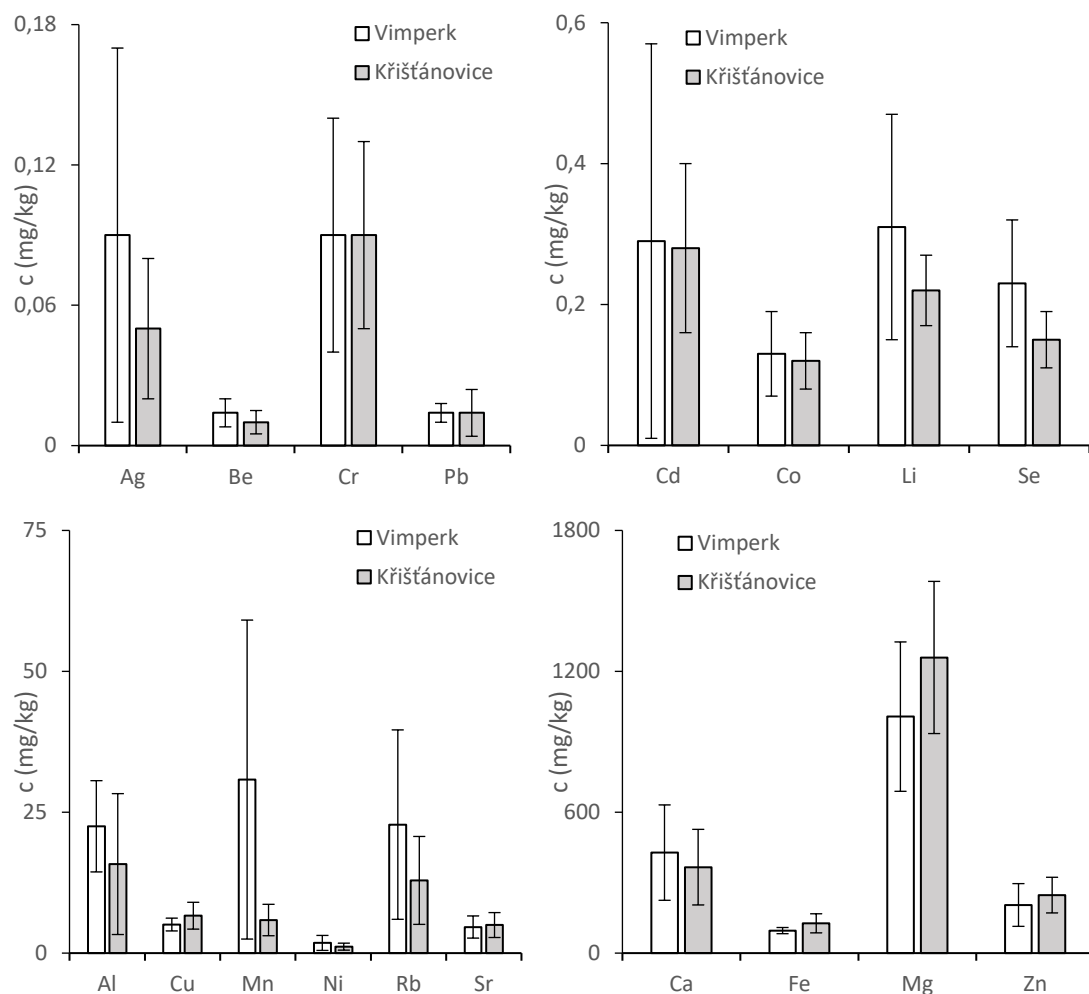 0,18
0,12
0,06
0
c (mg/kg)
Vimperk
Křišťánovice
Ag Be Cr Pb
0,6
0,4
0,2
0
c (mg/kg)
Vimperk
Křišťánovice
Cd Co Li Se
75
50
25
0
c (mg/kg)
Vimperk
Křišťánovice
Al Cu Mn Ni Rb Sr
1800
1200
600
0
c (mg/kg)
Vimperk
Křišťánovice
Ca Fe Mg Zn